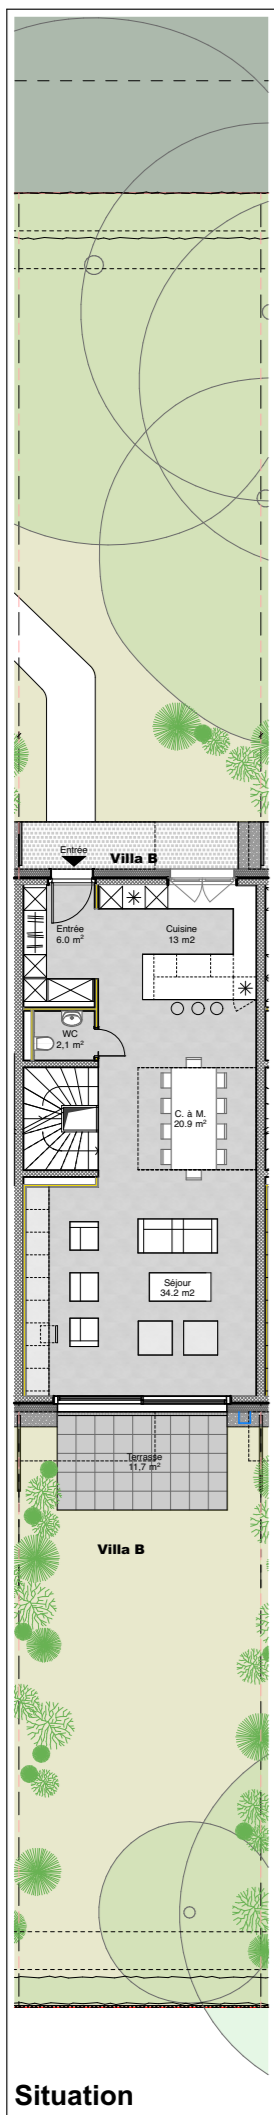 Entrée
Villa B
Entrée
6.0 m²
Cuisine
13 m2
WC
2,1 m²
C. à M.
20.9 m²
Séjour
34.2 m2
Terrasse
11,7 m²
Villa B
Situation